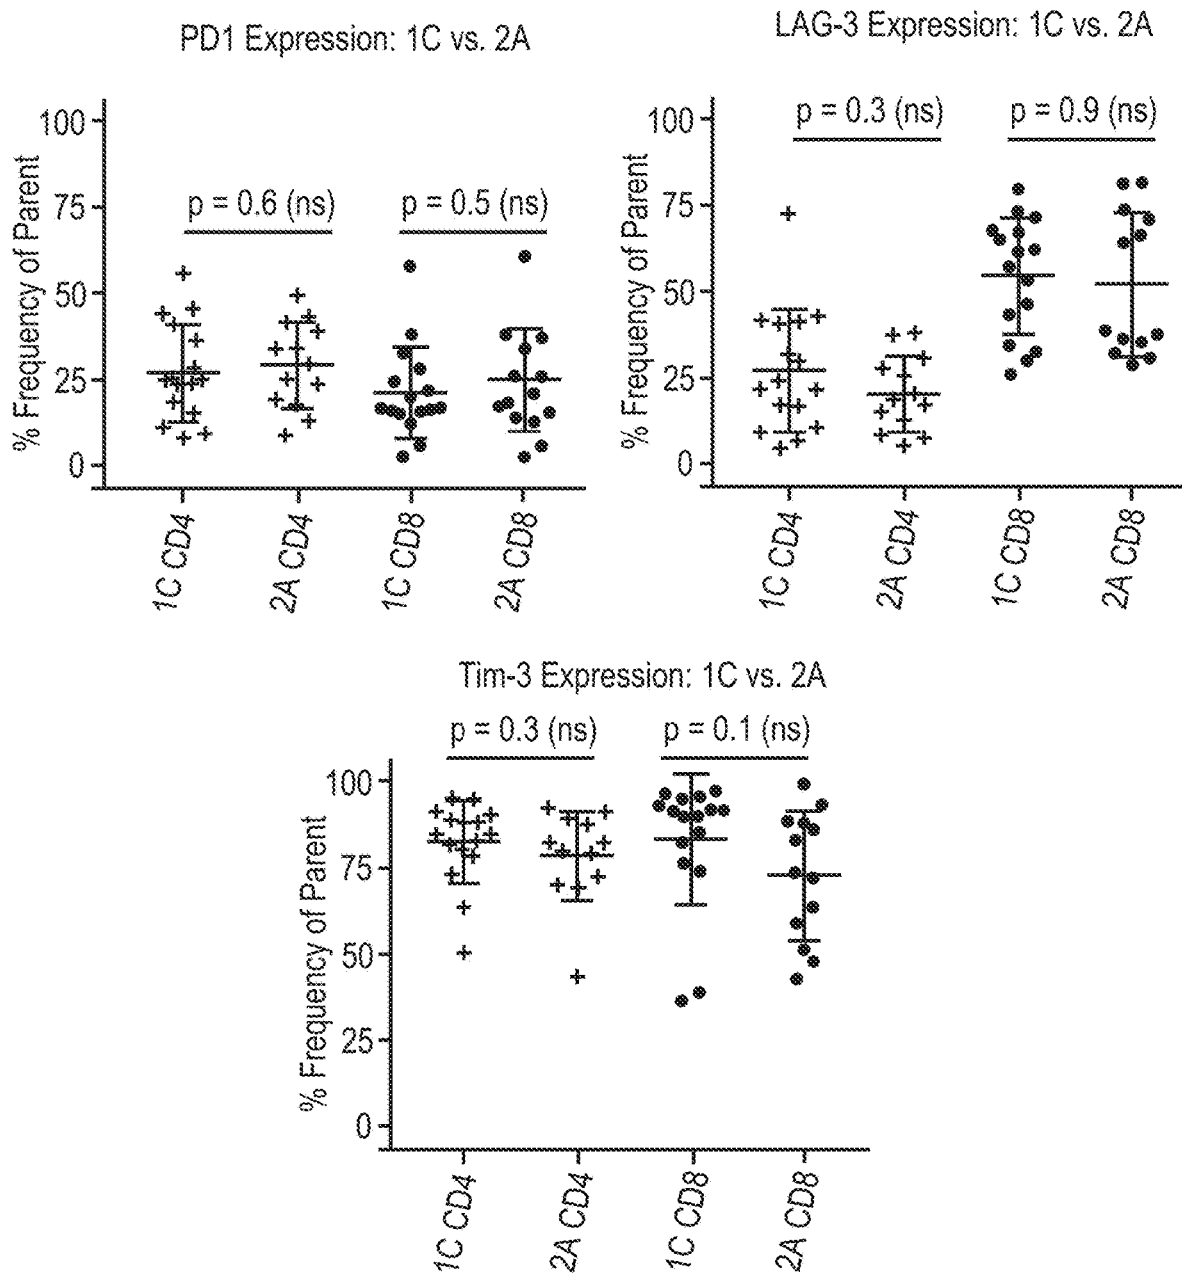 PD1 Expression: 1C vs. 2A
% Frequency of Parent
100
75
50
25
0
p = 0.6 (ns)
p = 0.5 (ns)
1C CD4
2A CD4
1C CD8
2A CD8
LAG-3 Expression: 1C vs. 2A
% Frequency of Parent
100
75
50
25
0
p = 0.3 (ns)
p = 0.9 (ns)
1C CD4
2A CD4
1C CD8
2A CD8
Tim-3 Expression: 1C vs. 2A
% Frequency of Parent
100
75
50
25
0
p = 0.3 (ns)
p = 0.1 (ns)
1C CD4
2A CD4
1C CD8
2A CD8